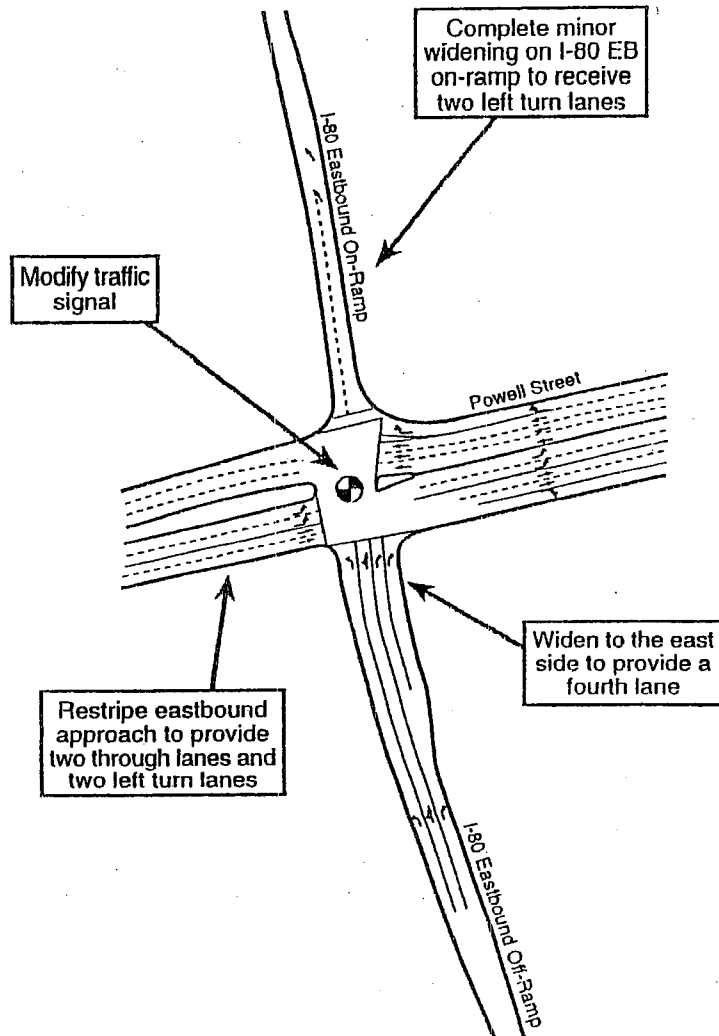 Complete minor
widening on I-80 EB
on-ramp to receive
two left turn lanes
I-80 Eastbound On-Ramp
Modify traffic
signal
Powell Street
Widen to the east
side to provide a
fourth lane
Restripe eastbound
approach to provide
two through lanes and
two left turn lanes
I-80 Eastbound Off-Ramp